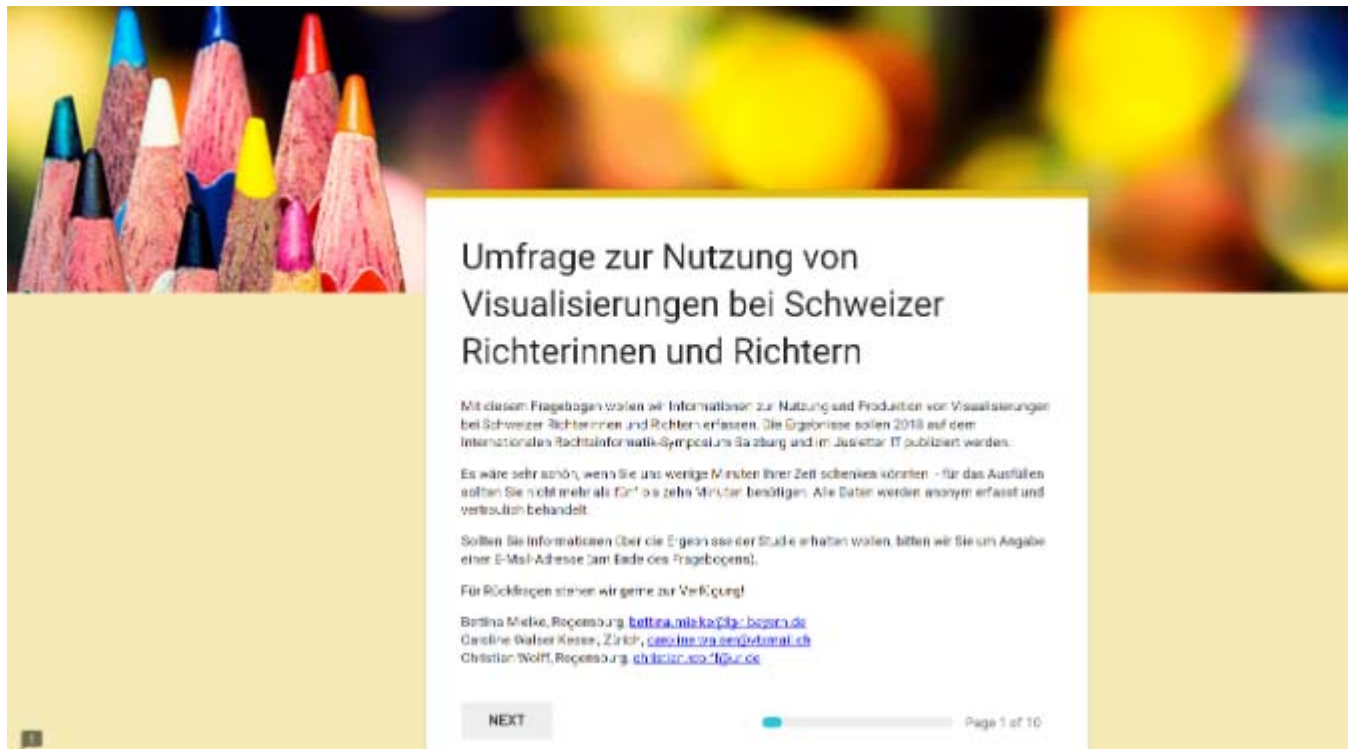 Umfrage zur Nutzung von
Visualisierungen bei Schweizer
Richterinnen und Richtern
Mit diesem Fragebogen wollen wir Informationen zur Nutzung und Produktion von Visualisierungen
bei Schweizer Richterinnen und Richtern erfassen. Die Ergebnisse sollen 2018 auf dem
Internationalen Rechtsinformatik-Symposium Salzburg und im Jusletter IT publiziert werden.
Es wäre sehr schön, wenn Sie uns wenige Minuten Ihrer Zeit schenken könnten - für das Ausfüllen
sollten Sie nicht mehr als fünf bis zehn Minuten benötigen. Alle Daten werden anonym erfasst und
vertraulich behandelt.
Sollten Sie Informationen über die Ergebnisse der Studie erhalten wollen, bitten wir Sie um Angabe
einer E-Mail-Adresse (am Ende des Fragebogens).
Für Rückfragen stehen wir gerne zur Verfügung!
Bettina Mielke, Regensburg,
Caroline Walser Kessel, Zürich,
Christian Wolff, Regensburg,
NEXT
Page 1 of 10